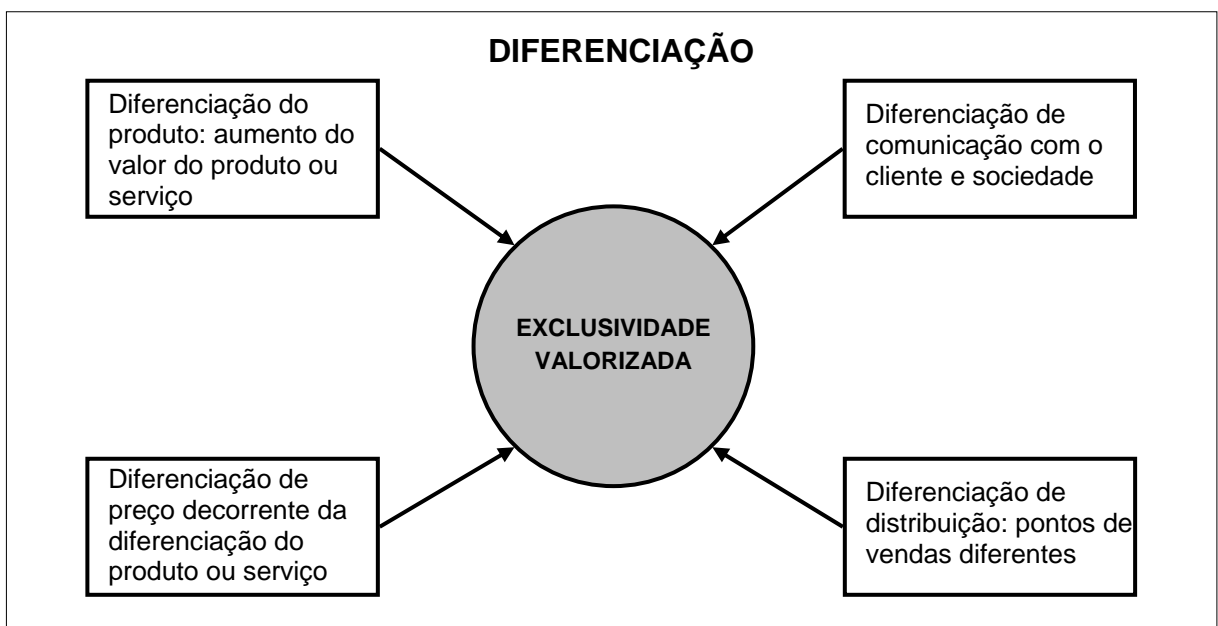 DIFERENCIAÇÃO
Diferenciação do
produto: aumento do
valor do produto ou
serviço
Diferenciação de
comunicação com o
cliente e sociedade
EXCLUSIVIDADE
VALORIZADA
Diferenciação de
preço decorrente da
diferenciação do
produto ou serviço
Diferenciação de
distribuição: pontos de
vendas diferentes